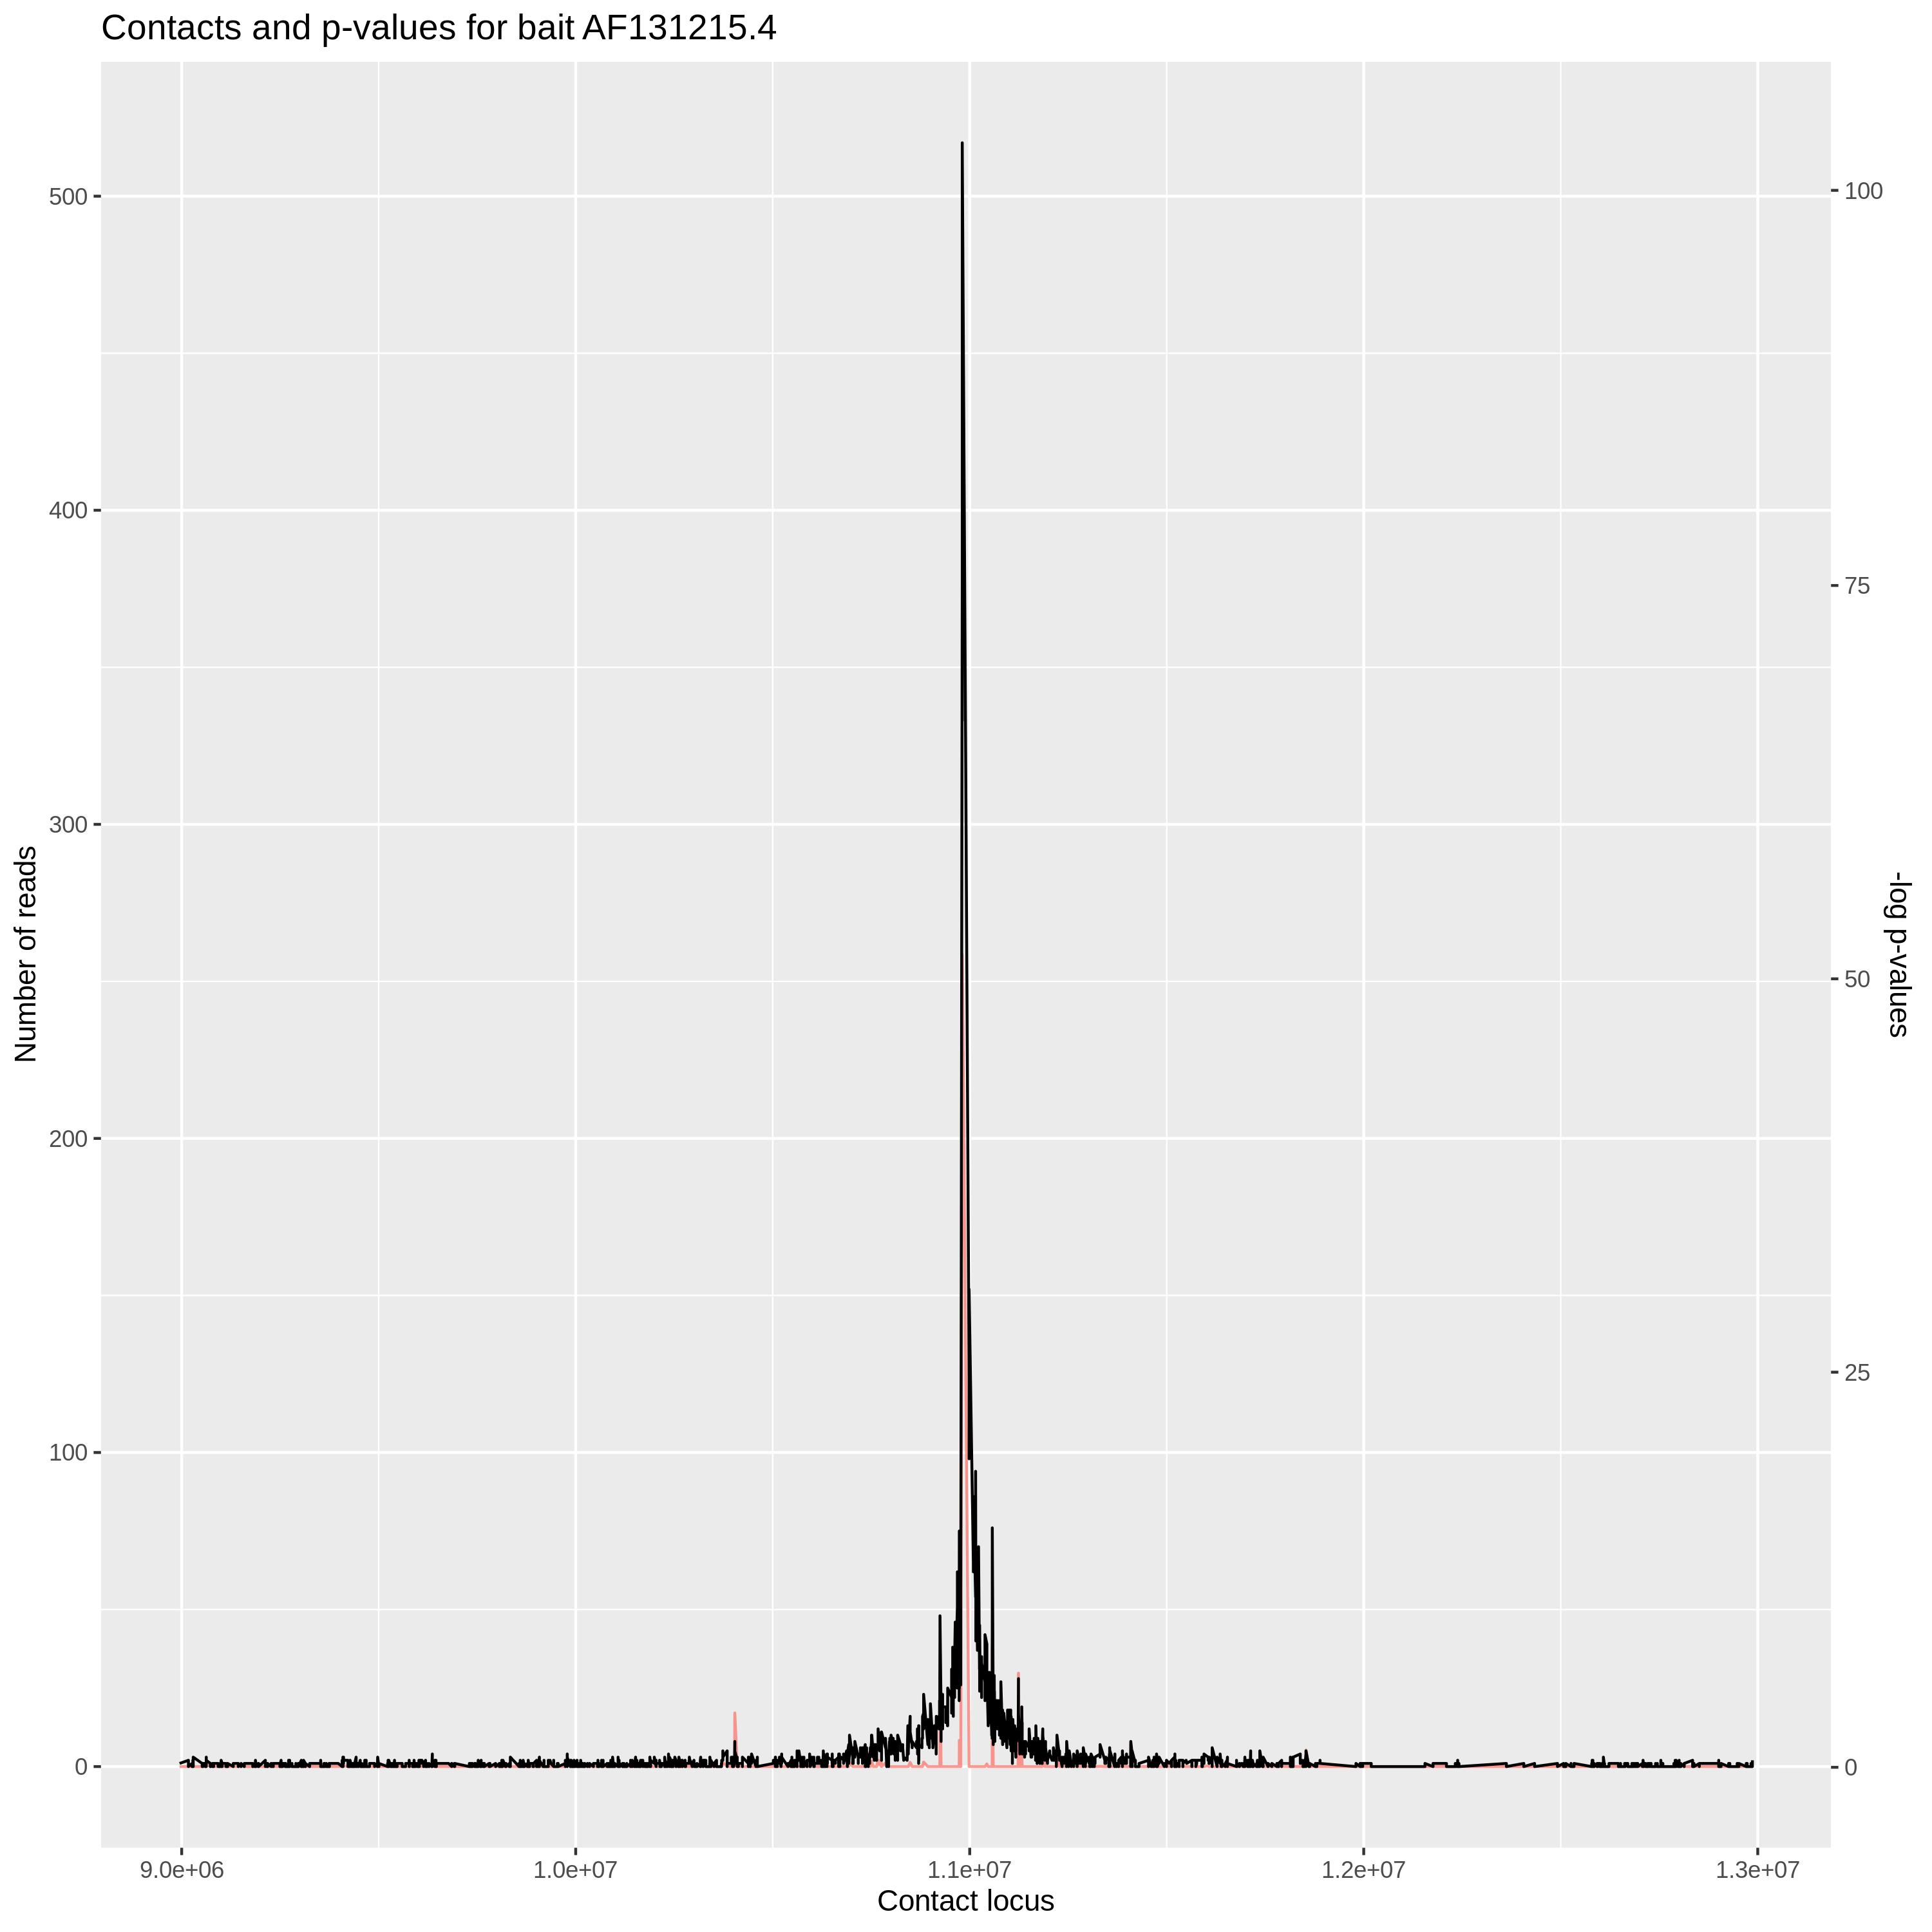 Contacts and p-values for bait AF131215.4
500
400
300
200
100
0
Number of reads
100
75
50
25
0
-log p-values
9.0e+06
1.0e+07
1.1e+07
1.2e+07
1.3e+07
Contact locus